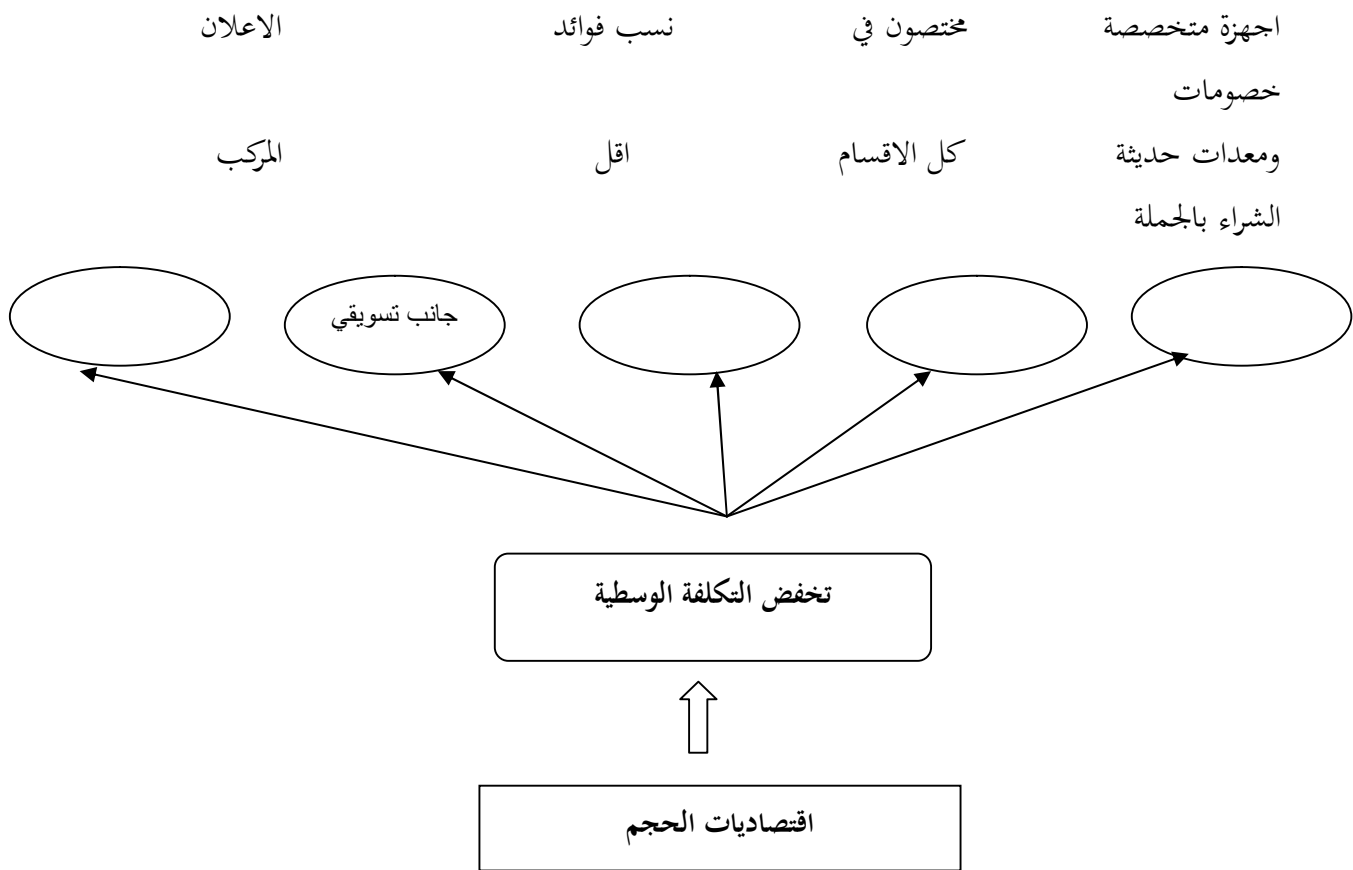 اجهزة متخصصة مختصون في نسب فوائد الاعلان
خصومات
ومعدات حديثة كل الاقسام اقل المركب
الشراء بالجملة
جانب تسويقي
تخفض التكلفة الوسطية
اقتصاديات الحجم